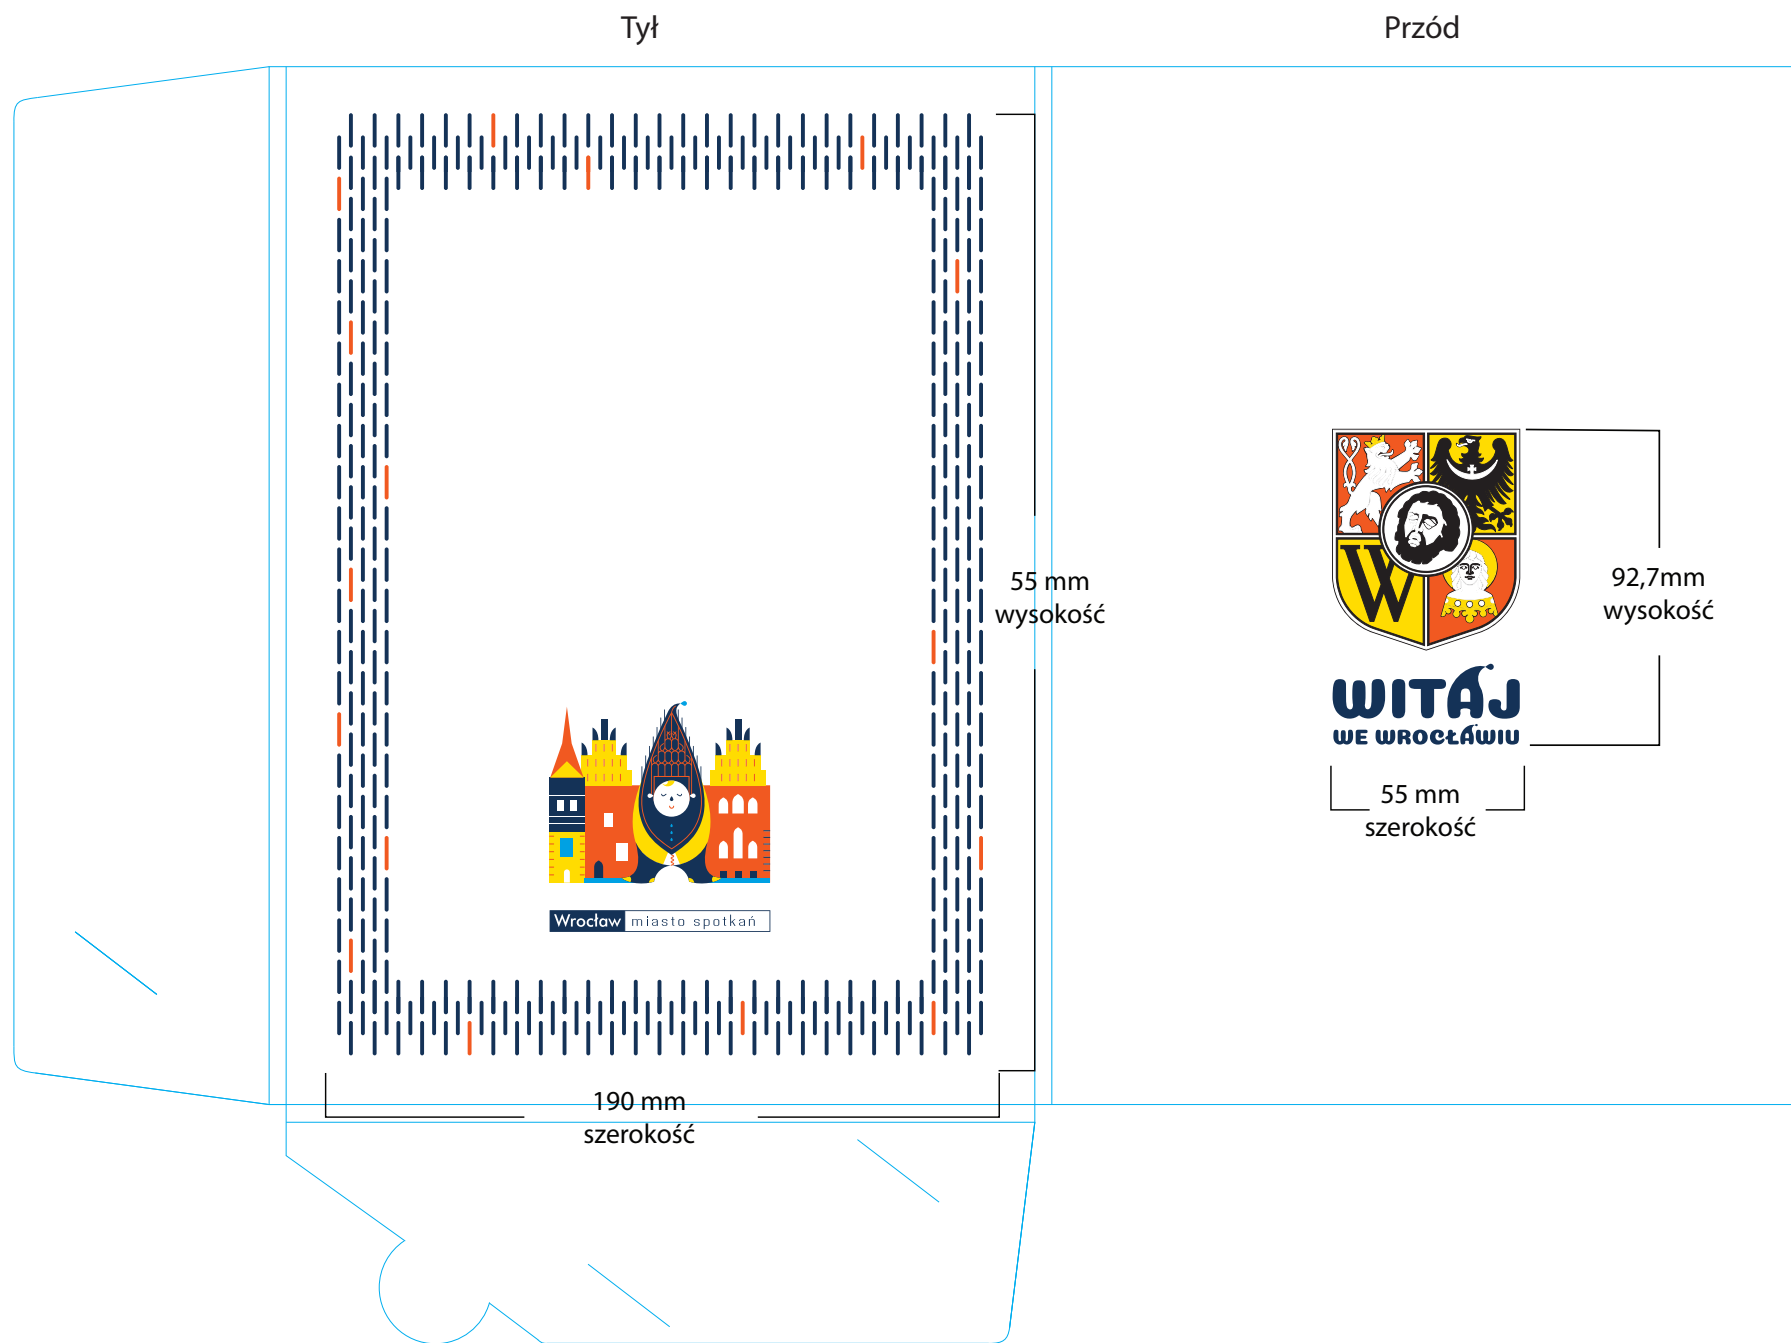 Tył
Przód
55 mm
wysokość
W
92,7mm
wysokość
WITAJ
WE WROCŁAWIU
55 mm
szerokość
Wrocław miasto spotkań
190 mm
szerokość